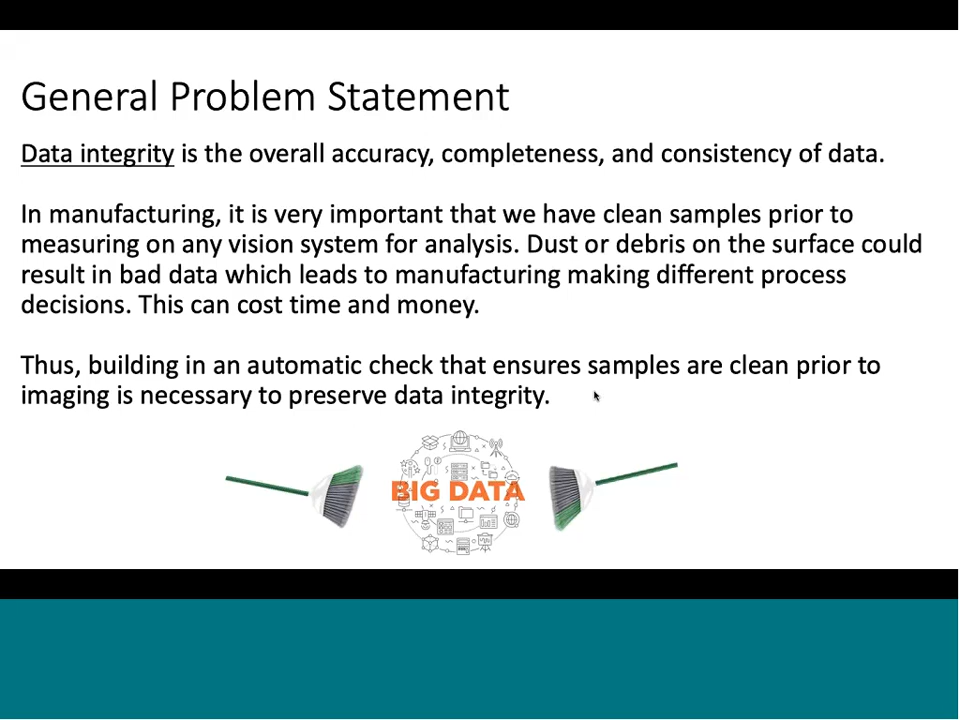 General Problem Statement
Data integrity is the overall accuracy, completeness, and consistency of data.
In manufacturing, it is very important that we have clean samples prior to
measuring on any vision system for analysis. Dust or debris on the surface could
result in bad data which leads to manufacturing making different process
decisions. This can cost time and money.
Thus, building in an automatic check that ensures samples are clean prior to
imaging is necessary to preserve data integrity.
BIG DATA